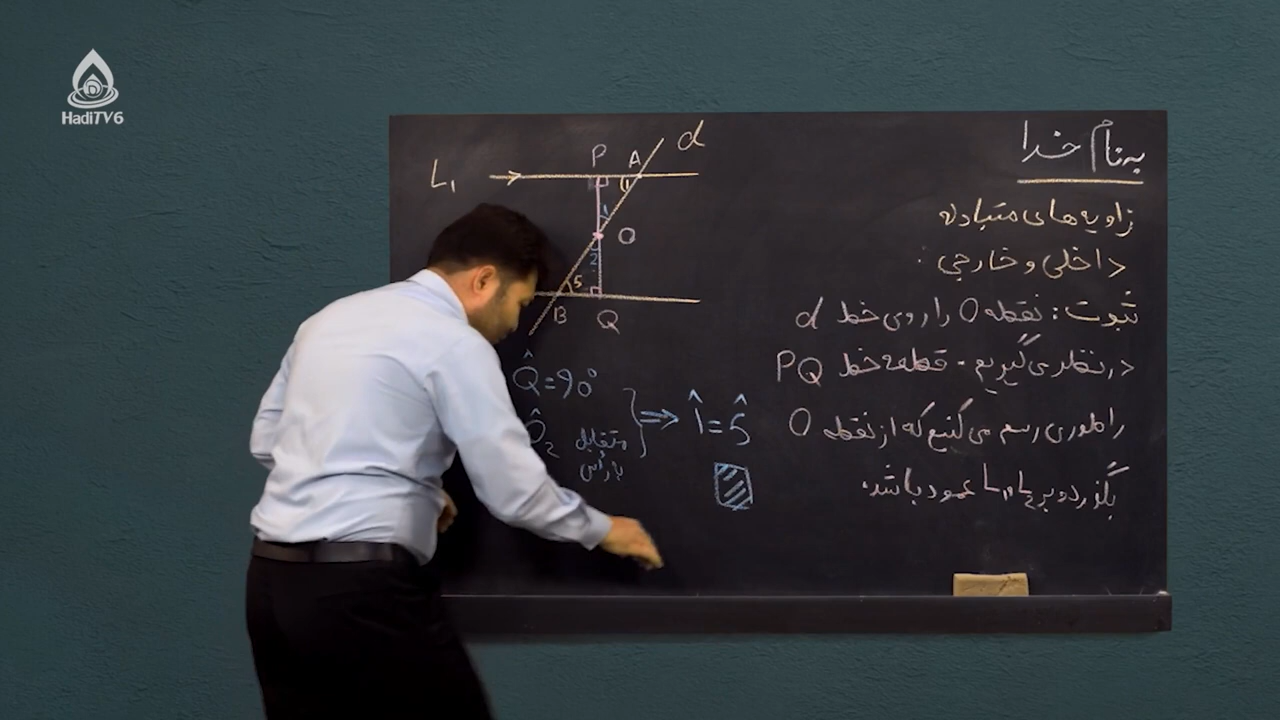 HadiTV6
به نام خدا
زاویه های متبادله
داخلی و خارجی :
ثبوت: نقطه O را روی خط d
در نظر می گیریم. قطعه خط PQ
را طوری رسم می کنیم که از نقطه O
بگذرد و بر L₁ عمود باشد.
d
P A
L₁
1
1
O
2
5
B Q
Q̂=90°
Ô₂ متقابل
بارأس
⇒ 1̂=5̂